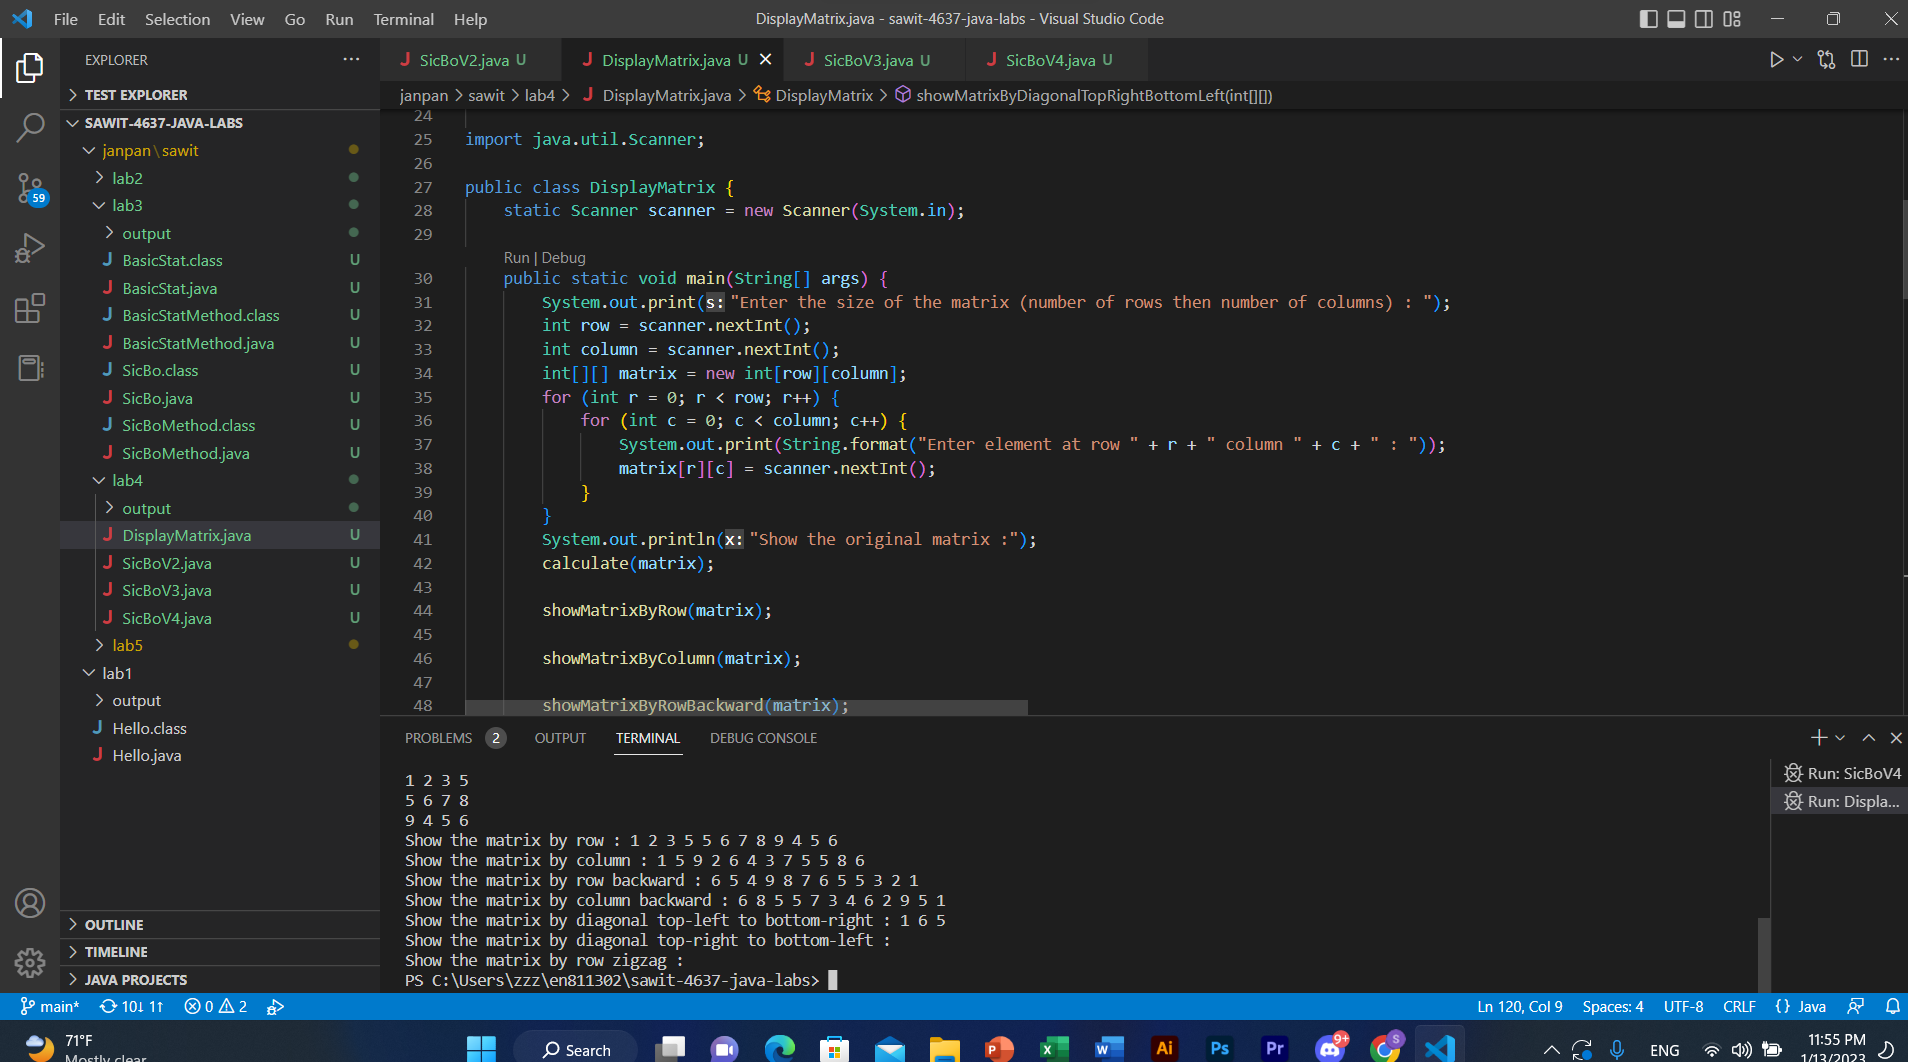 File Edit Selection View Go Run Terminal Help
DisplayMatrix.java - sawit-4637-java-labs - Visual Studio Code
EXPLORER
TEST EXPLORER
SAWIT-4637-JAVA-LABS
janpan\sawit
lab2
lab3
output
BasicStat.class U
BasicStat.java U
BasicStatMethod.class U
BasicStatMethod.java U
SicBo.class U
SicBo.java U
SicBoMethod.class U
SicBoMethod.java U
lab4
output
DisplayMatrix.java U
SicBoV2.java U
SicBoV3.java U
SicBoV4.java U
lab5
lab1
output
Hello.class
Hello.java
OUTLINE
TIMELINE
JAVA PROJECTS
59
SicBoV2.java U DisplayMatrix.java U SicBoV3.java U SicBoV4.java U
janpan > sawit > lab4 > DisplayMatrix.java > DisplayMatrix > showMatrixByDiagonalTopRightBottomLeft(int[][])
24
25 import java.util.Scanner;
26
27 public class DisplayMatrix {
28 static Scanner scanner = new Scanner(System.in);
29
Run | Debug
30 public static void main(String[] args) {
31 System.out.print(s: "Enter the size of the matrix (number of rows then number of columns) : ");
32 int row = scanner.nextInt();
33 int column = scanner.nextInt();
34 int[][] matrix = new int[row][column];
35 for (int r = 0; r < row; r++) {
36 for (int c = 0; c < column; c++) {
37 System.out.print(String.format("Enter element at row " + r + " column " + c + " : "));
38 matrix[r][c] = scanner.nextInt();
39 }
40 }
41 System.out.println(x: "Show the original matrix :");
42 calculate(matrix);
43
44 showMatrixByRow(matrix);
45
46 showMatrixByColumn(matrix);
47
48 showMatrixByRowBackward(matrix);
PROBLEMS 2 OUTPUT TERMINAL DEBUG CONSOLE
1 2 3 5
5 6 7 8
9 4 5 6
Show the matrix by row : 1 2 3 5 5 6 7 8 9 4 5 6
Show the matrix by column : 1 5 9 2 6 4 3 7 5 5 8 6
Show the matrix by row backward : 6 5 4 9 8 7 6 5 5 3 2 1
Show the matrix by column backward : 6 8 5 5 7 3 4 6 2 9 5 1
Show the matrix by diagonal top-left to bottom-right : 1 6 5
Show the matrix by diagonal top-right to bottom-left :
Show the matrix by row zigzag :
PS C:\Users\zzz\en811302\sawit-4637-java-labs>
Run: SicBoV4
Run: Displa...
main* 10↓ 1↑ 0 2
Ln 120, Col 9 Spaces: 4 UTF-8 CRLF {} Java
71°F
Mostly clear
Search
P X W Ai Ps Pr 9+ S
ENG
11:55 PM
1/13/2023